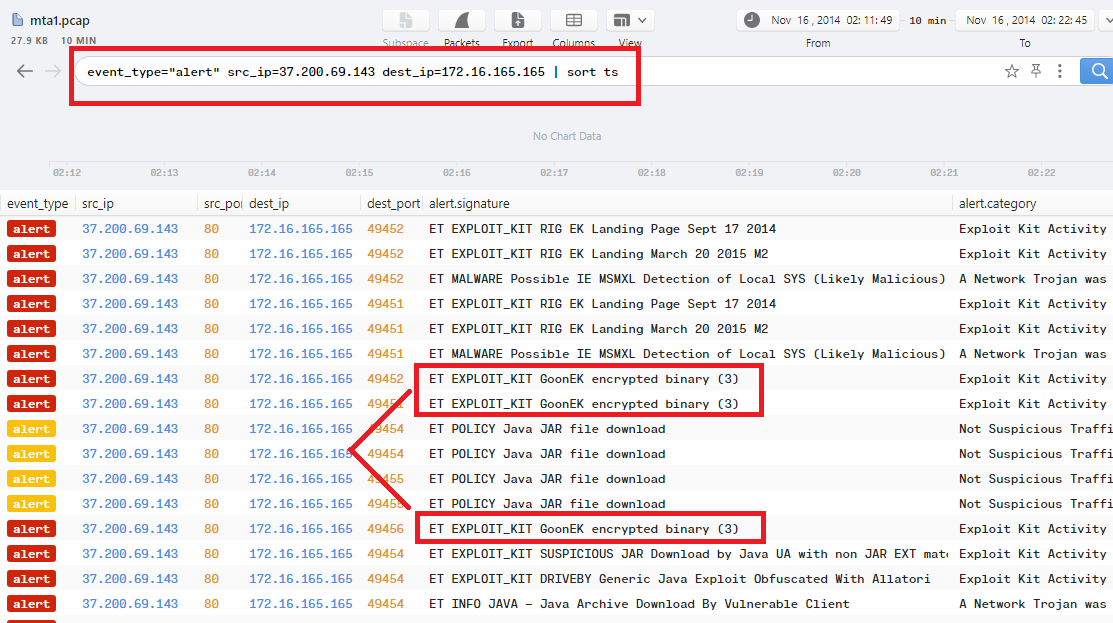 mta1.pcap
27.9 KB 10 MIN
Subspace Packets Export Columns View
Nov 16 , 2014 02:11:49 10 min Nov 16 , 2014 02:22:45
From To
event_type="alert" src_ip=37.200.69.143 dest_ip=172.16.165.165 | sort ts
No Chart Data
02:12 02:13 02:14 02:15 02:16 02:17 02:18 02:19 02:20 02:21 02:22
event_type src_ip src_por dest_ip dest_port alert.signature alert.category
alert 37.200.69.143 80 172.16.165.165 49452 ET EXPLOIT_KIT RIG EK Landing Page Sept 17 2014 Exploit Kit Activity
alert 37.200.69.143 80 172.16.165.165 49452 ET EXPLOIT_KIT RIG EK Landing March 20 2015 M2 Exploit Kit Activity
alert 37.200.69.143 80 172.16.165.165 49452 ET MALWARE Possible IE MSMXL Detection of Local SYS (Likely Malicious) A Network Trojan was
alert 37.200.69.143 80 172.16.165.165 49451 ET EXPLOIT_KIT RIG EK Landing Page Sept 17 2014 Exploit Kit Activity
alert 37.200.69.143 80 172.16.165.165 49451 ET EXPLOIT_KIT RIG EK Landing March 20 2015 M2 Exploit Kit Activity
alert 37.200.69.143 80 172.16.165.165 49451 ET MALWARE Possible IE MSMXL Detection of Local SYS (Likely Malicious) A Network Trojan was
alert 37.200.69.143 80 172.16.165.165 49452 ET EXPLOIT_KIT GoonEK encrypted binary (3) Exploit Kit Activity
alert 37.200.69.143 80 172.16.165.165 49451 ET EXPLOIT_KIT GoonEK encrypted binary (3) Exploit Kit Activity
alert 37.200.69.143 80 172.16.165.165 49454 ET POLICY Java JAR file download Not Suspicious Traffi
alert 37.200.69.143 80 172.16.165.165 49454 ET POLICY Java JAR file download Not Suspicious Traffi
alert 37.200.69.143 80 172.16.165.165 49455 ET POLICY Java JAR file download Not Suspicious Traffi
alert 37.200.69.143 80 172.16.165.165 49455 ET POLICY Java JAR file download Not Suspicious Traffi
alert 37.200.69.143 80 172.16.165.165 49456 ET EXPLOIT_KIT GoonEK encrypted binary (3) Exploit Kit Activity
alert 37.200.69.143 80 172.16.165.165 49454 ET EXPLOIT_KIT SUSPICIOUS JAR Download by Java UA with non JAR EXT mat Exploit Kit Activity
alert 37.200.69.143 80 172.16.165.165 49454 ET EXPLOIT_KIT DRIVEBY Generic Java Exploit Obfuscated With Allatori Exploit Kit Activity
alert 37.200.69.143 80 172.16.165.165 49454 ET INFO JAVA - Java Archive Download By Vulnerable Client A Network Trojan was